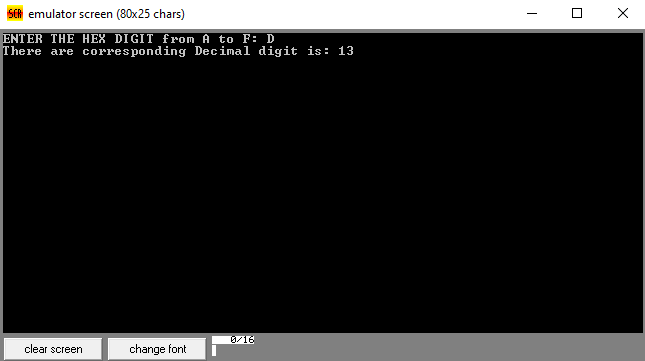 SCR emulator screen (80x25 chars)
ENTER THE HEX DIGIT from A to F: D
There are corresponding Decimal digit is: 13
clear screen change font 0/16